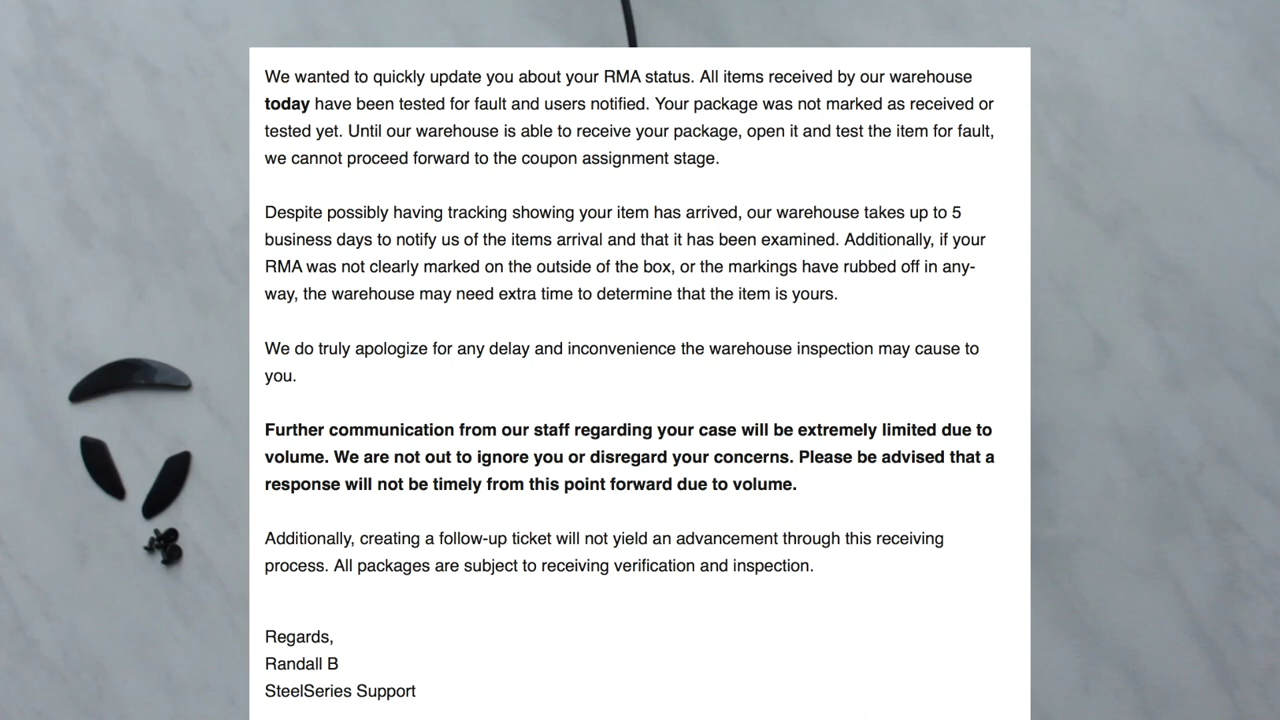 We wanted to quickly update you about your RMA status. All items received by our warehouse
today have been tested for fault and users notified. Your package was not marked as received or
tested yet. Until our warehouse is able to receive your package, open it and test the item for fault,
we cannot proceed forward to the coupon assignment stage.
Despite possibly having tracking showing your item has arrived, our warehouse takes up to 5
business days to notify us of the items arrival and that it has been examined. Additionally, if your
RMA was not clearly marked on the outside of the box, or the markings have rubbed off in any-
way, the warehouse may need extra time to determine that the item is yours.
We do truly apologize for any delay and inconvenience the warehouse inspection may cause to
you.
Further communication from our staff regarding your case will be extremely limited due to
volume. We are not out to ignore you or disregard your concerns. Please be advised that a
response will not be timely from this point forward due to volume.
Additionally, creating a follow-up ticket will not yield an advancement through this receiving
process. All packages are subject to receiving verification and inspection.
Regards,
Randall B
SteelSeries Support